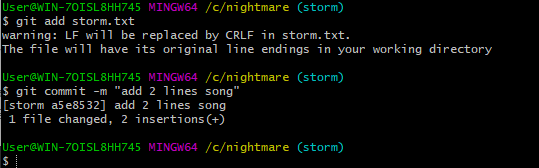 User@WIN-7OISL8HH745 MINGW64 /c/nightmare (storm)
$ git add storm.txt
warning: LF will be replaced by CRLF in storm.txt.
The file will have its original line endings in your working directory
User@WIN-7OISL8HH745 MINGW64 /c/nightmare (storm)
$ git commit -m "add 2 lines song"
[storm a5e8532] add 2 lines song
 1 file changed, 2 insertions(+)
User@WIN-7OISL8HH745 MINGW64 /c/nightmare (storm)
$